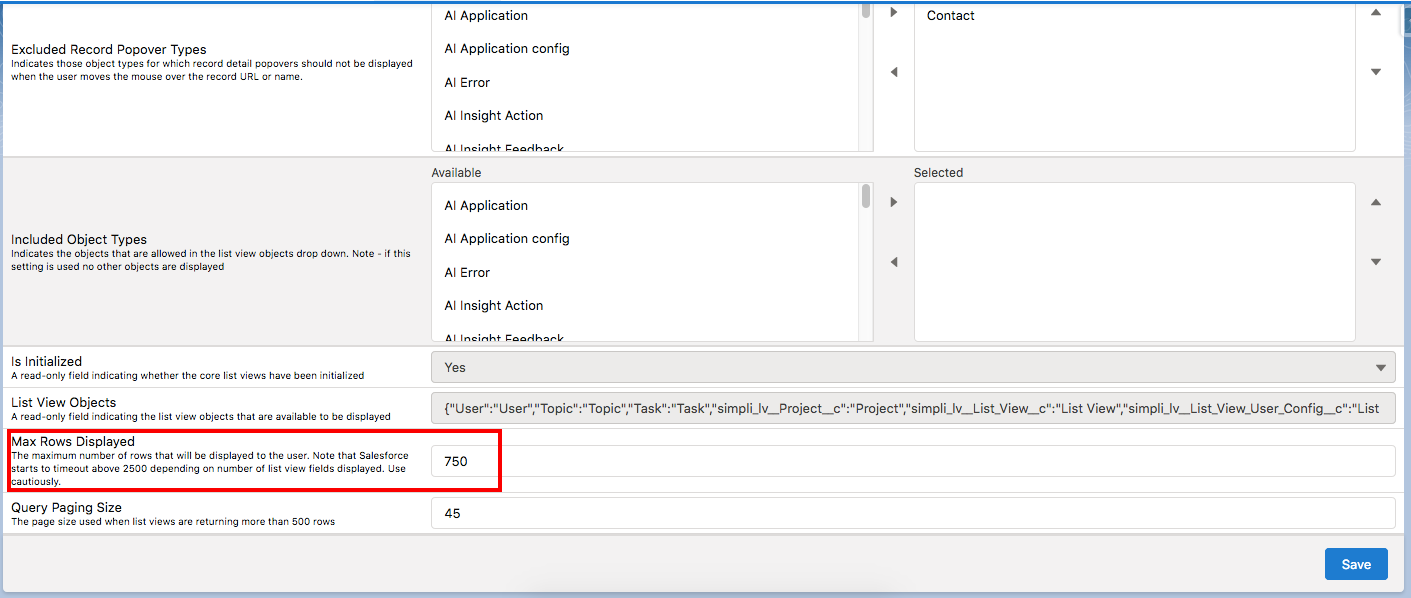 Excluded Record Popover Types
Indicates those object types for which record detail popovers should not be displayed
when the user moves the mouse over the record URL or name.
AI Application
AI Application config
AI Error
AI Insight Action
AI Insight Feedback
Contact
Available
Selected
Included Object Types
Indicates the objects that are allowed in the list view objects drop down. Note - if this
setting is used no other objects are displayed
AI Application
AI Application config
AI Error
AI Insight Action
AI Insight Feedback
Is Initialized
A read-only field indicating whether the core list views have been initialized
Yes
List View Objects
A read-only field indicating the list view objects that are available to be displayed
{"User":"User","Topic":"Topic","Task":"Task","simpli_lv__Project__c":"Project","simpli_lv__List_View__c":"List View","simpli_lv__List_View_User_Config__c":"List
Max Rows Displayed
The maximum number of rows that will be displayed to the user. Note that Salesforce
starts to timeout above 2500 depending on number of list view fields displayed. Use
cautiously.
750
Query Paging Size
The page size used when list views are returning more than 500 rows
45
Save